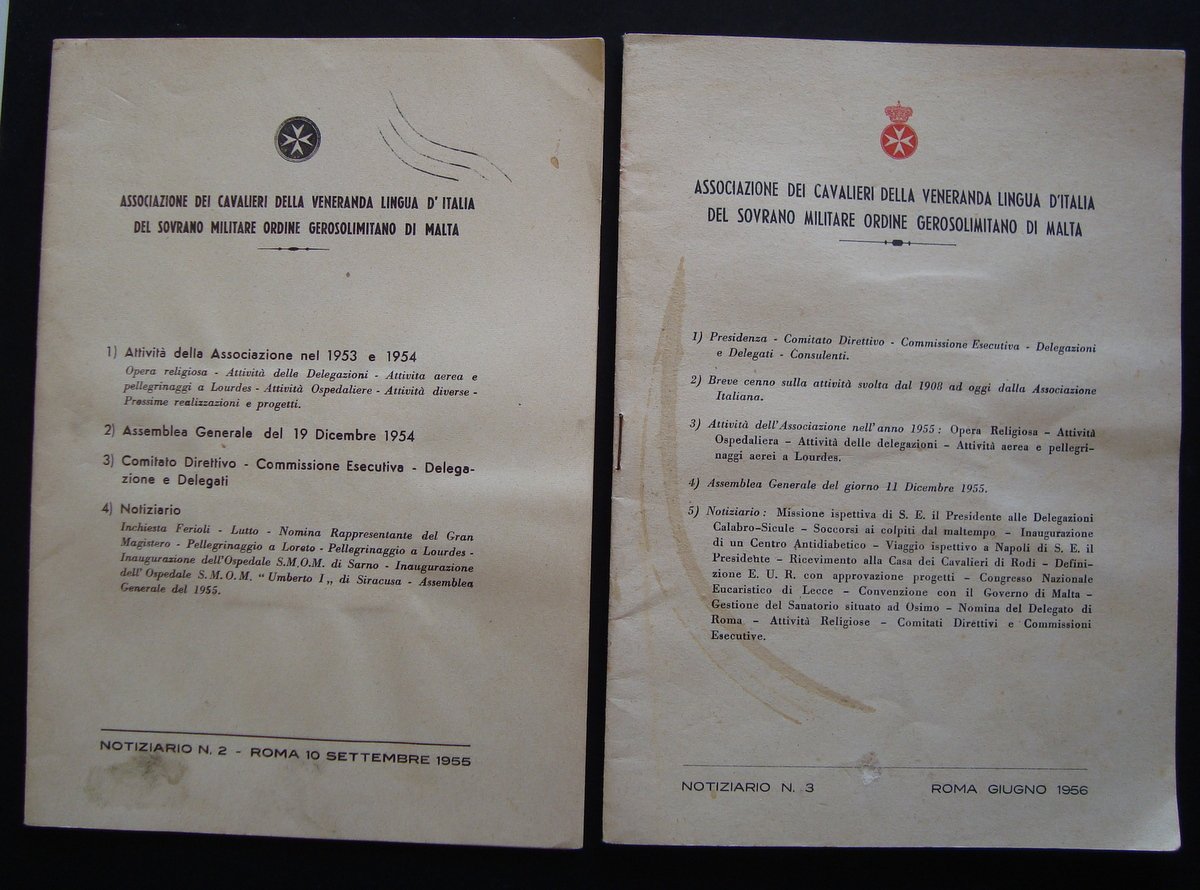 ASSOCIAZIONE DEI CAVALIERI DELLA VENERANDA LINGUA D' ITALIA
DEL SOVRANO MILITARE ORDINE GEROSOLIMITANO DI MALTA
1) Attività della Associazione nel 1953 e 1954
Opera religiosa - Attività delle Delegazioni - Attivita aerea e
pellegrinaggi a Lourdes - Attività Ospedaliere - Attività diverse -
Prossime realizzazioni e progetti.
2) Assemblea Generale del 19 Dicembre 1954
3) Comitato Direttivo - Commissione Esecutiva - Delega-
zione e Delegati
4) Notiziario
Inchiesta Ferioli - Lutto - Nomina Rappresentante del Gran
Magistero - Pellegrinaggio a Loreto - Pellegrinaggio a Lourdes -
Inaugurazione dell'Ospedale S.M.O.M. di Sarno - Inaugurazione
dell'Ospedale S.M.O.M. “ Umberto I „ di Siracusa - Assemblea
Generale del 1955.
NOTIZIARIO N. 2 - ROMA 10 SETTEMBRE 1955
ASSOCIAZIONE DEI CAVALIERI DELLA VENERANDA LINGUA D'ITALIA
DEL SOVRANO MILITARE ORDINE GEROSOLIMITANO DI MALTA
1) Presidenza - Comitato Direttivo - Commissione Esecutiva - Delegazioni
e Delegati - Consulenti.
2) Breve cenno sulla attività svolta dal 1908 ad oggi dalla Associazione
Italiana.
3) Attività dell'Associazione nell'anno 1955 : Opera Religiosa – Attività
Ospedaliera – Attività delle delegazioni – Attività aerea e pellegri-
naggi aerei a Lourdes.
4) Assemblea Generale del giorno 11 Dicembre 1955.
5) Notiziario : Missione ispettiva di S. E. il Presidente alle Delegazioni
Calabro-Sicule – Soccorsi ai colpiti dal maltempo – Inaugurazione
di un Centro Antidiabetico – Viaggio ispettivo a Napoli di S. E. il
Presidente – Ricevimento alla Casa dei Cavalieri di Rodi – Defini-
zione E. U. R. con approvazione progetti – Congresso Nazionale
Eucaristico di Lecce – Convenzione con il Governo di Malta –
Gestione del Sanatorio situato ad Osimo – Nomina del Delegato di
Roma – Attività Religiose – Comitati Direttivi e Commissioni
Esecutive.
NOTIZIARIO N. 3 ROMA GIUGNO 1956